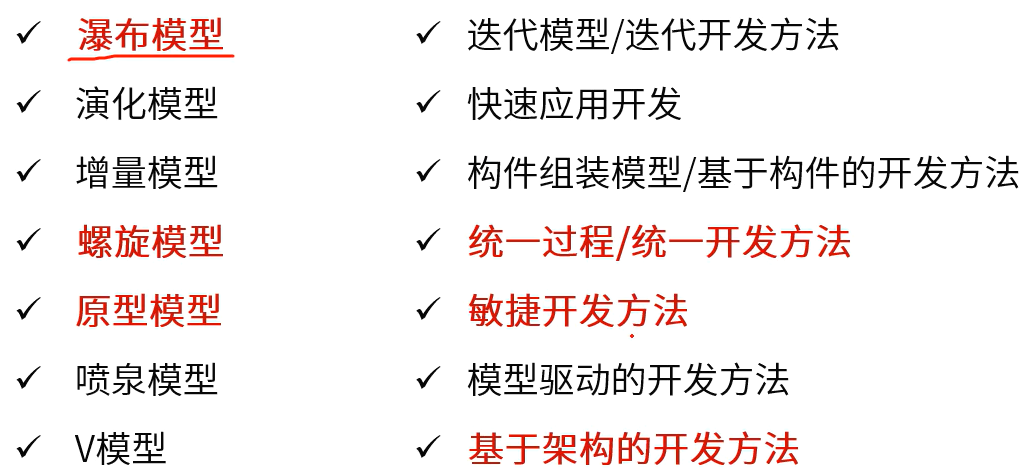 ✓ 瀑布模型
✓ 演化模型
✓ 增量模型
✓ 螺旋模型
✓ 原型模型
✓ 喷泉模型
✓ V模型
✓ 迭代模型/迭代开发方法
✓ 快速应用开发
✓ 构件组装模型/基于构件的开发方法
✓ 统一过程/统一开发方法
✓ 敏捷开发方法
✓ 模型驱动的开发方法
✓ 基于架构的开发方法